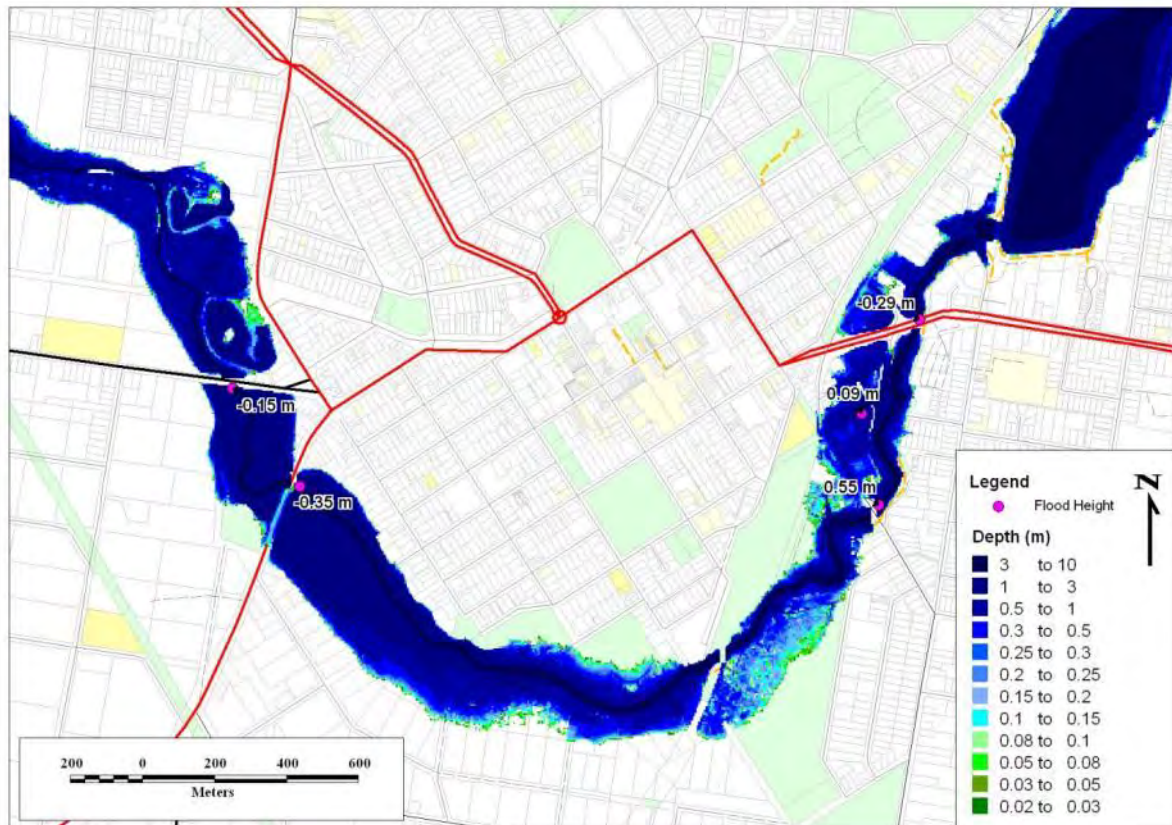 -0.29 m
0.09 m
-0.15 m
-0.35 m
0.55 m
Legend
Flood Height
Depth (m)
3 to 10
1 to 3
0.5 to 1
0.3 to 0.5
0.25 to 0.3
0.2 to 0.25
0.15 to 0.2
0.1 to 0.15
0.08 to 0.1
0.05 to 0.08
0.03 to 0.05
0.02 to 0.03
N
200 0 200 400 600
Meters